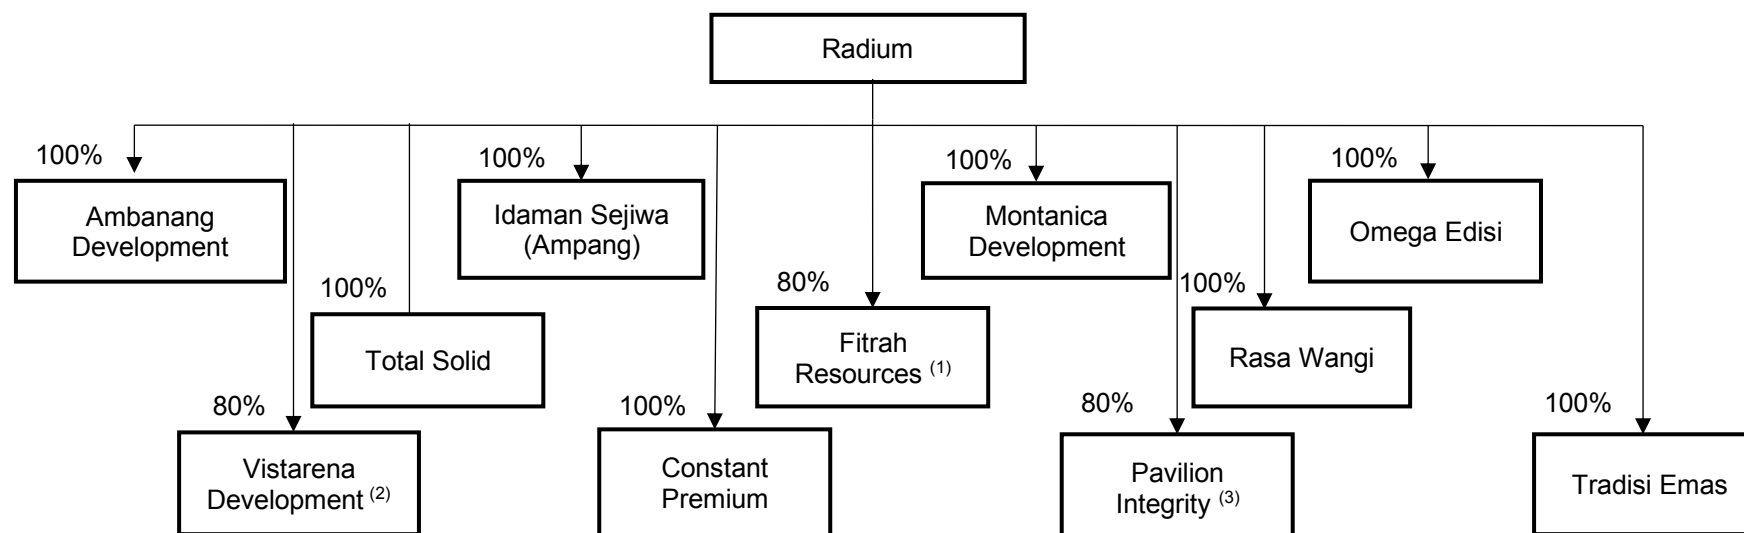 Radium
100%
Ambanang
Development
100%
Idaman Sejiwa
(Ampang)
100%
Montanica
Development
100%
Omega Edisi
100%
Total Solid
80%
Fitrah
Resources (1)
100%
Rasa Wangi
80%
Vistarena
Development (2)
100%
Constant
Premium
80%
Pavilion
Integrity (3)
100%
Tradisi Emas